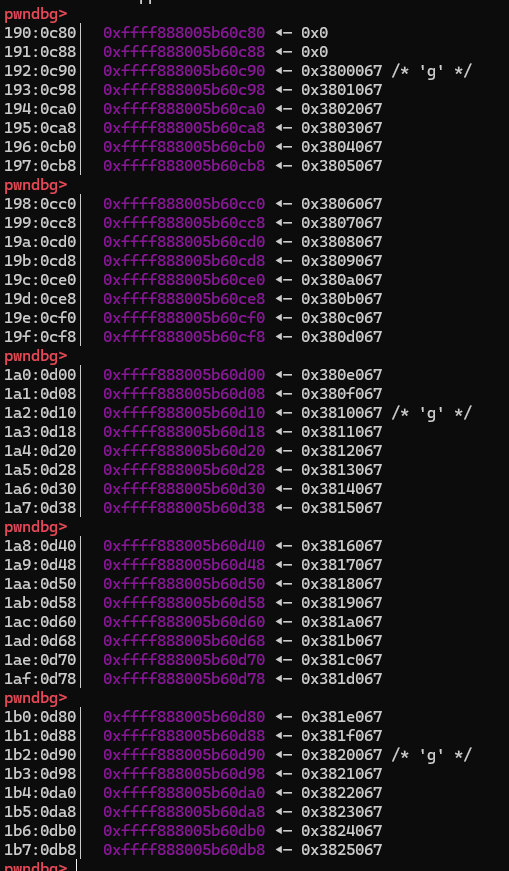 pwndbg>
190:0c80│  0xffff888005b60c80 ◂— 0x0
191:0c88│  0xffff888005b60c88 ◂— 0x0
192:0c90│  0xffff888005b60c90 ◂— 0x3800067 /* 'g' */
193:0c98│  0xffff888005b60c98 ◂— 0x3801067
194:0ca0│  0xffff888005b60ca0 ◂— 0x3802067
195:0ca8│  0xffff888005b60ca8 ◂— 0x3803067
196:0cb0│  0xffff888005b60cb0 ◂— 0x3804067
197:0cb8│  0xffff888005b60cb8 ◂— 0x3805067
pwndbg>
198:0cc0│  0xffff888005b60cc0 ◂— 0x3806067
199:0cc8│  0xffff888005b60cc8 ◂— 0x3807067
19a:0cd0│  0xffff888005b60cd0 ◂— 0x3808067
19b:0cd8│  0xffff888005b60cd8 ◂— 0x3809067
19c:0ce0│  0xffff888005b60ce0 ◂— 0x380a067
19d:0ce8│  0xffff888005b60ce8 ◂— 0x380b067
19e:0cf0│  0xffff888005b60cf0 ◂— 0x380c067
19f:0cf8│  0xffff888005b60cf8 ◂— 0x380d067
pwndbg>
1a0:0d00│  0xffff888005b60d00 ◂— 0x380e067
1a1:0d08│  0xffff888005b60d08 ◂— 0x380f067
1a2:0d10│  0xffff888005b60d10 ◂— 0x3810067 /* 'g' */
1a3:0d18│  0xffff888005b60d18 ◂— 0x3811067
1a4:0d20│  0xffff888005b60d20 ◂— 0x3812067
1a5:0d28│  0xffff888005b60d28 ◂— 0x3813067
1a6:0d30│  0xffff888005b60d30 ◂— 0x3814067
1a7:0d38│  0xffff888005b60d38 ◂— 0x3815067
pwndbg>
1a8:0d40│  0xffff888005b60d40 ◂— 0x3816067
1a9:0d48│  0xffff888005b60d48 ◂— 0x3817067
1aa:0d50│  0xffff888005b60d50 ◂— 0x3818067
1ab:0d58│  0xffff888005b60d58 ◂— 0x3819067
1ac:0d60│  0xffff888005b60d60 ◂— 0x381a067
1ad:0d68│  0xffff888005b60d68 ◂— 0x381b067
1ae:0d70│  0xffff888005b60d70 ◂— 0x381c067
1af:0d78│  0xffff888005b60d78 ◂— 0x381d067
pwndbg>
1b0:0d80│  0xffff888005b60d80 ◂— 0x381e067
1b1:0d88│  0xffff888005b60d88 ◂— 0x381f067
1b2:0d90│  0xffff888005b60d90 ◂— 0x3820067 /* 'g' */
1b3:0d98│  0xffff888005b60d98 ◂— 0x3821067
1b4:0da0│  0xffff888005b60da0 ◂— 0x3822067
1b5:0da8│  0xffff888005b60da8 ◂— 0x3823067
1b6:0db0│  0xffff888005b60db0 ◂— 0x3824067
1b7:0db8│  0xffff888005b60db8 ◂— 0x3825067
pwndbg>